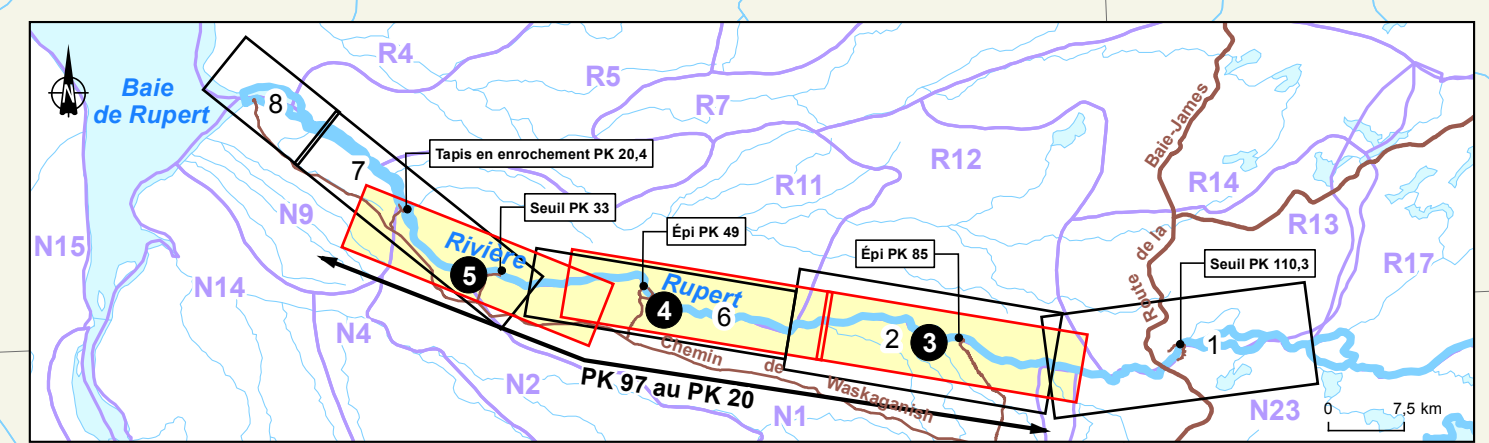 R4
Baie
de Rupert
N
8
R5
R7
Tapis en enrochement PK 20,4
7
R12
R11
Route de la Baie-James
R14
R13
R17
N9
N15
Seuil PK 33
Épi PK 49
Épi PK 85
Seuil PK 110,3
Rivière
Rupert
5
4
6
2
3
1
N14
N4
N2
Chemin de Waskaganish
PK 97 au PK 20
N1
N23
0 7,5 km